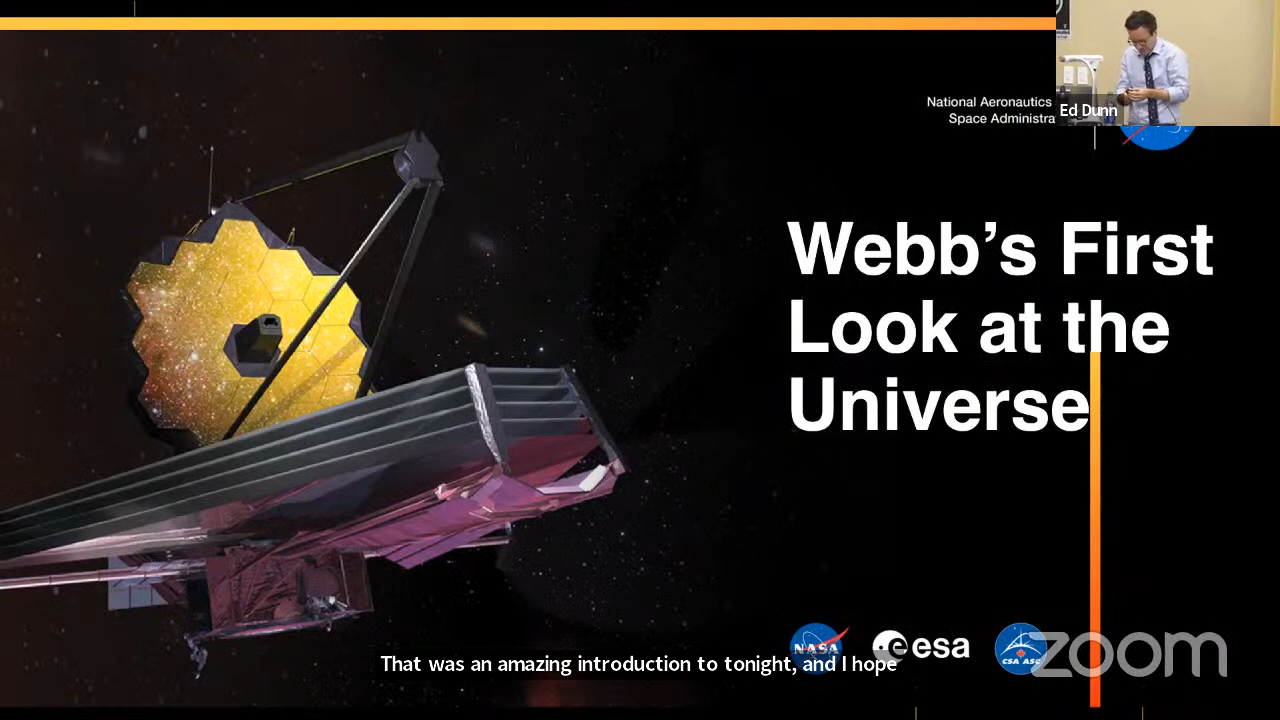 National Aeronautics
Space Administra
Ed Dunn
Webb's First
Look at the
Universe
NASA
esa
CSA ASC
zoom
That was an amazing introduction to tonight, and I hope